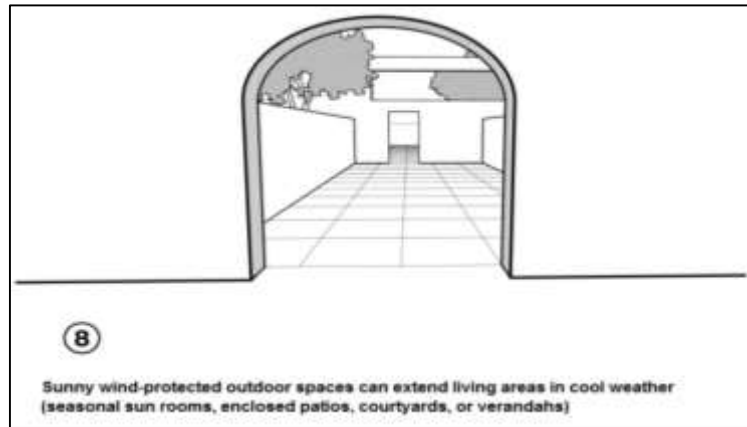 8
Sunny wind-protected outdoor spaces can extend living areas in cool weather
(seasonal sun rooms, enclosed patios, courtyards, or verandahs)